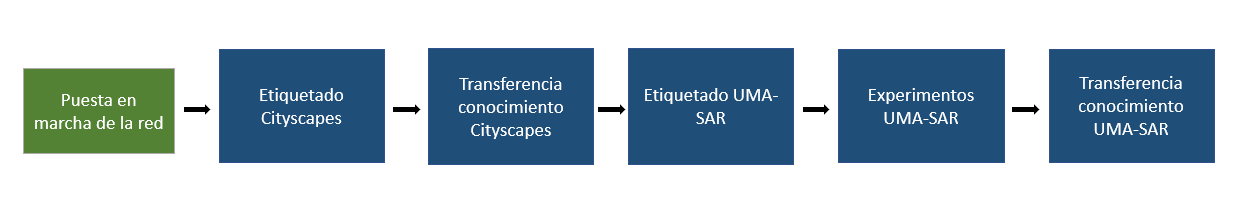 Puesta en
marcha de la red
Etiquetado
Cityscapes
Transferencia
conocimiento
Cityscapes
Etiquetado UMA-
SAR
Experimentos
UMA-SAR
Transferencia
conocimiento
UMA-SAR